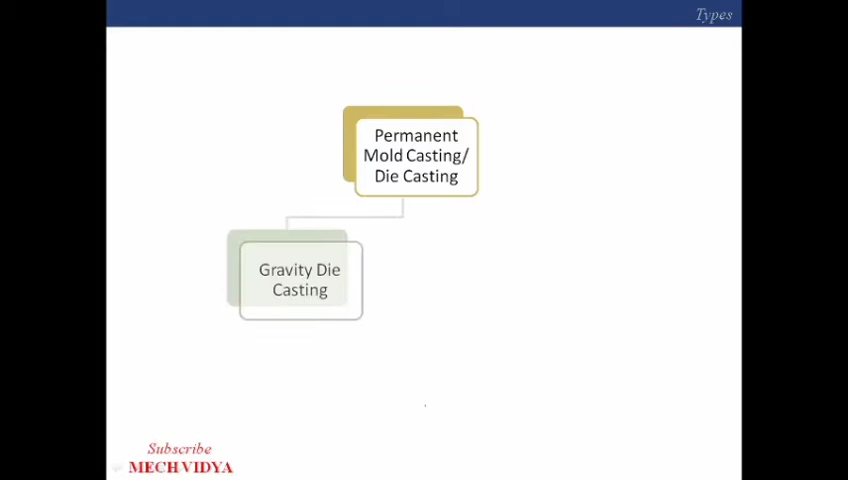 Types
Permanent
Mold Casting/
Die Casting
Gravity Die
Casting
Subscribe
MECH VIDYA